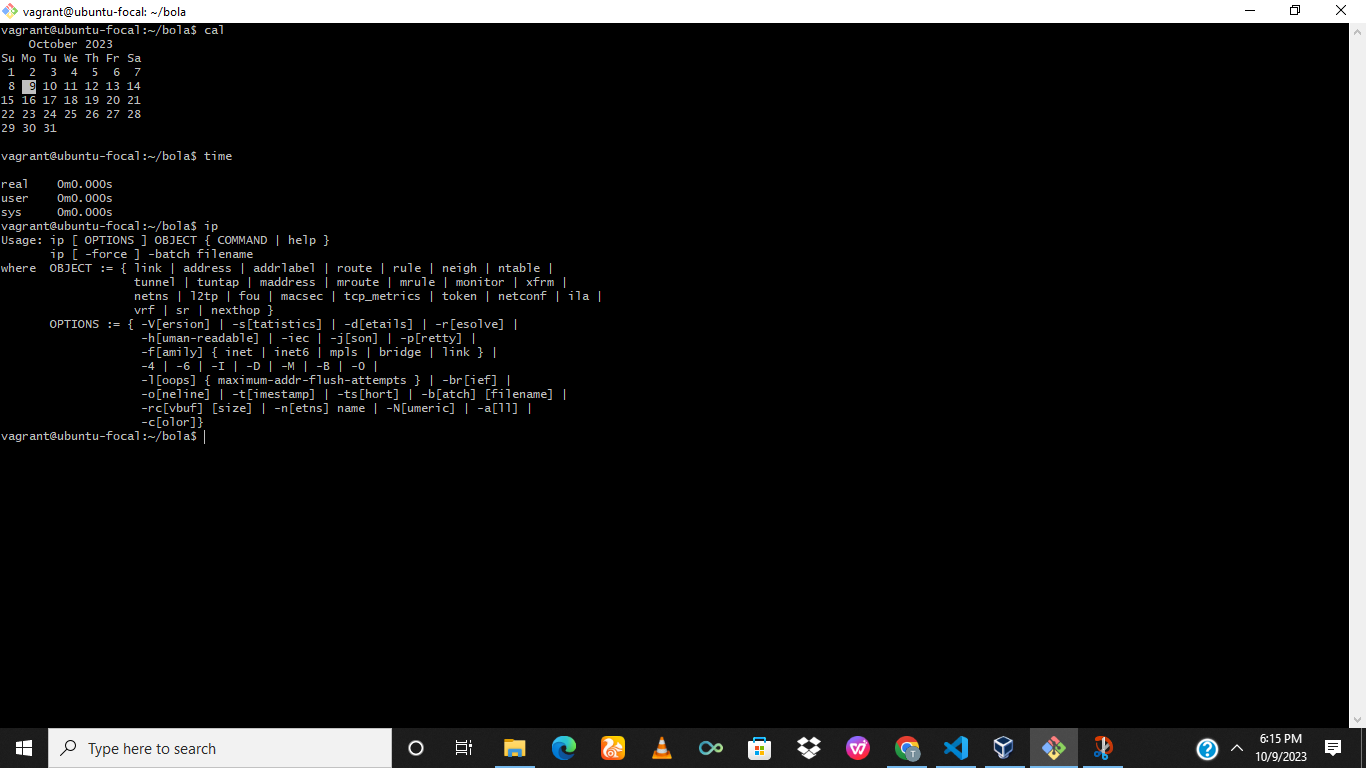 vagrant@ubuntu-focal: ~/bola
vagrant@ubuntu-focal:~/bola$ cal
    October 2023
Su Mo Tu We Th Fr Sa
 1  2  3  4  5  6  7
 8  9 10 11 12 13 14
15 16 17 18 19 20 21
22 23 24 25 26 27 28
29 30 31
vagrant@ubuntu-focal:~/bola$ time
real    0m0.000s
user    0m0.000s
sys     0m0.000s
vagrant@ubuntu-focal:~/bola$ ip
Usage: ip [ OPTIONS ] OBJECT { COMMAND | help }
       ip [ -force ] -batch filename
where  OBJECT := { link | address | addrlabel | route | rule | neigh | ntable |
                   tunnel | tuntap | maddress | mroute | mrule | monitor | xfrm |
                   netns | l2tp | fou | macsec | tcp_metrics | token | netconf | ila |
                   vrf | sr | nexthop }
       OPTIONS := { -V[ersion] | -s[tatistics] | -d[etails] | -r[esolve] |
                    -h[uman-readable] | -iec | -j[son] | -p[retty] |
                    -f[amily] { inet | inet6 | mpls | bridge | link } |
                    -4 | -6 | -I | -D | -M | -B | -0 |
                    -l[oops] { maximum-addr-flush-attempts } | -br[ief] |
                    -o[neline] | -t[imestamp] | -ts[hort] | -b[atch] [filename] |
                    -rc[vbuf] [size] | -n[etns] name | -N[umeric] | -a[ll] |
                    -c[olor]}
vagrant@ubuntu-focal:~/bola$
Type here to search
6:15 PM
10/9/2023